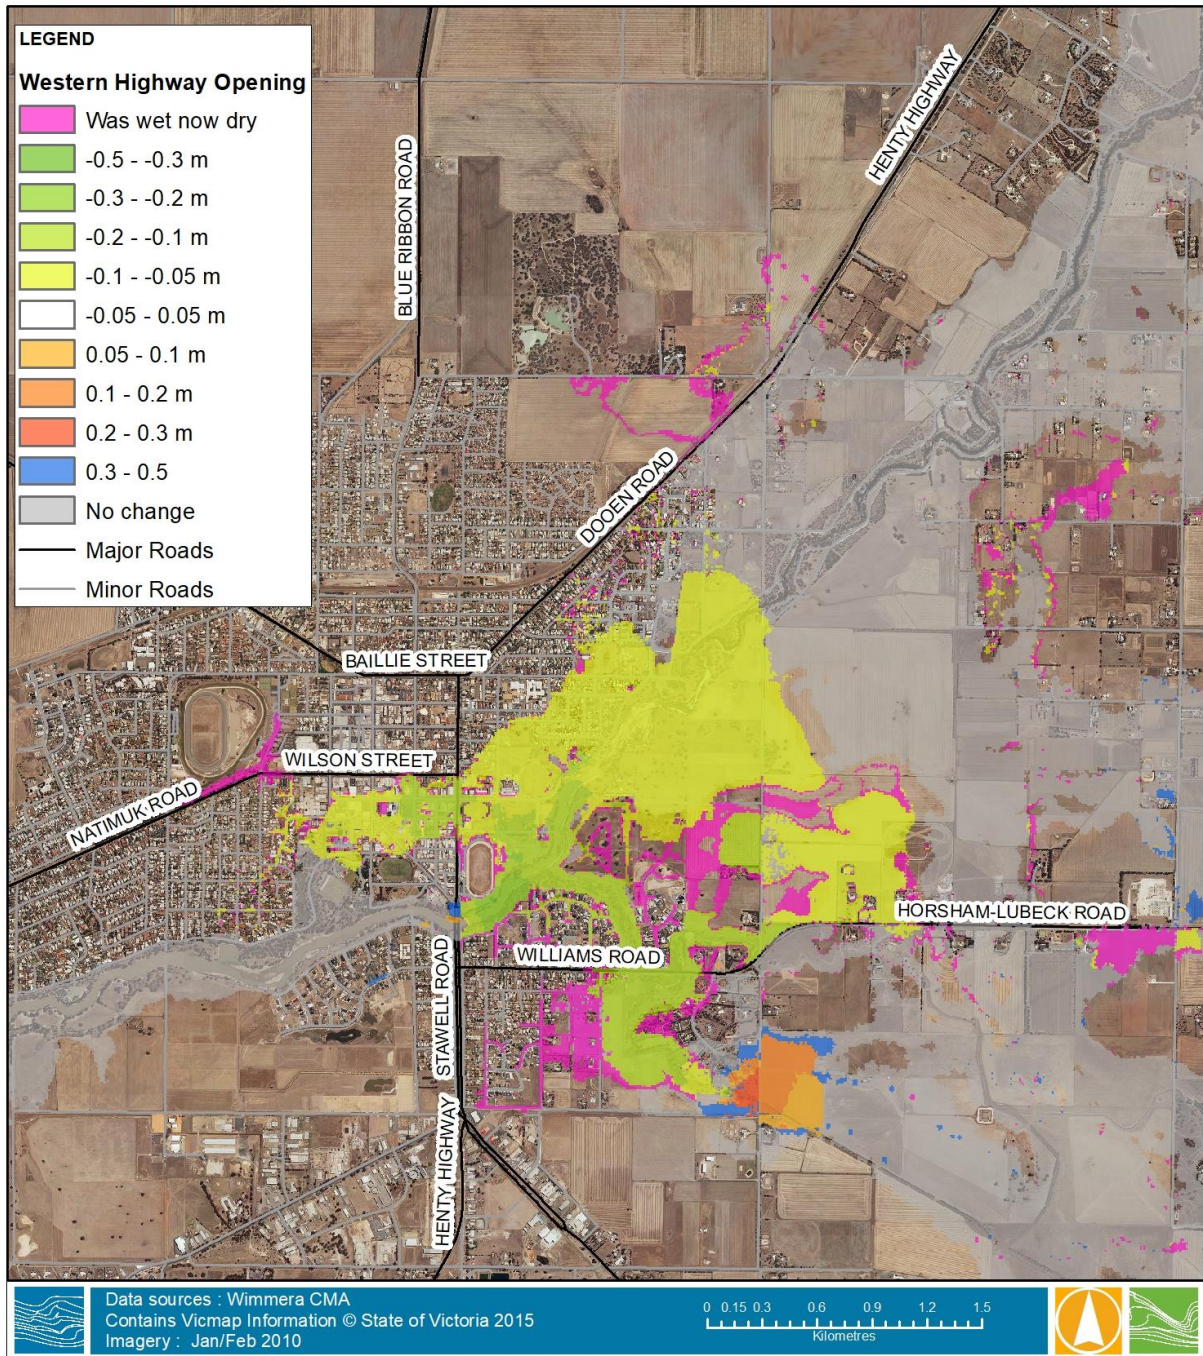 LEGEND
Western Highway Opening
Was wet now dry
-0.5 - -0.3 m
-0.3 - -0.2 m
-0.2 - -0.1 m
-0.1 - -0.05 m
-0.05 - 0.05 m
0.05 - 0.1 m
0.1 - 0.2 m
0.2 - 0.3 m
0.3 - 0.5
No change
Major Roads
Minor Roads
BLUE RIBBON ROAD
HENTY HIGHWAY
DOOEN ROAD
BAILLIE STREET
WILSON STREET
NATIMUK ROAD
HORSHAM-LUBECK ROAD
WILLIAMS ROAD
STAWELL ROAD
HENTY HIGHWAY
Data sources : Wimmera CMA
Contains Vicmap Information © State of Victoria 2015
Imagery : Jan/Feb 2010
0 0.15 0.3 0.6 0.9 1.2 1.5
Kilometres